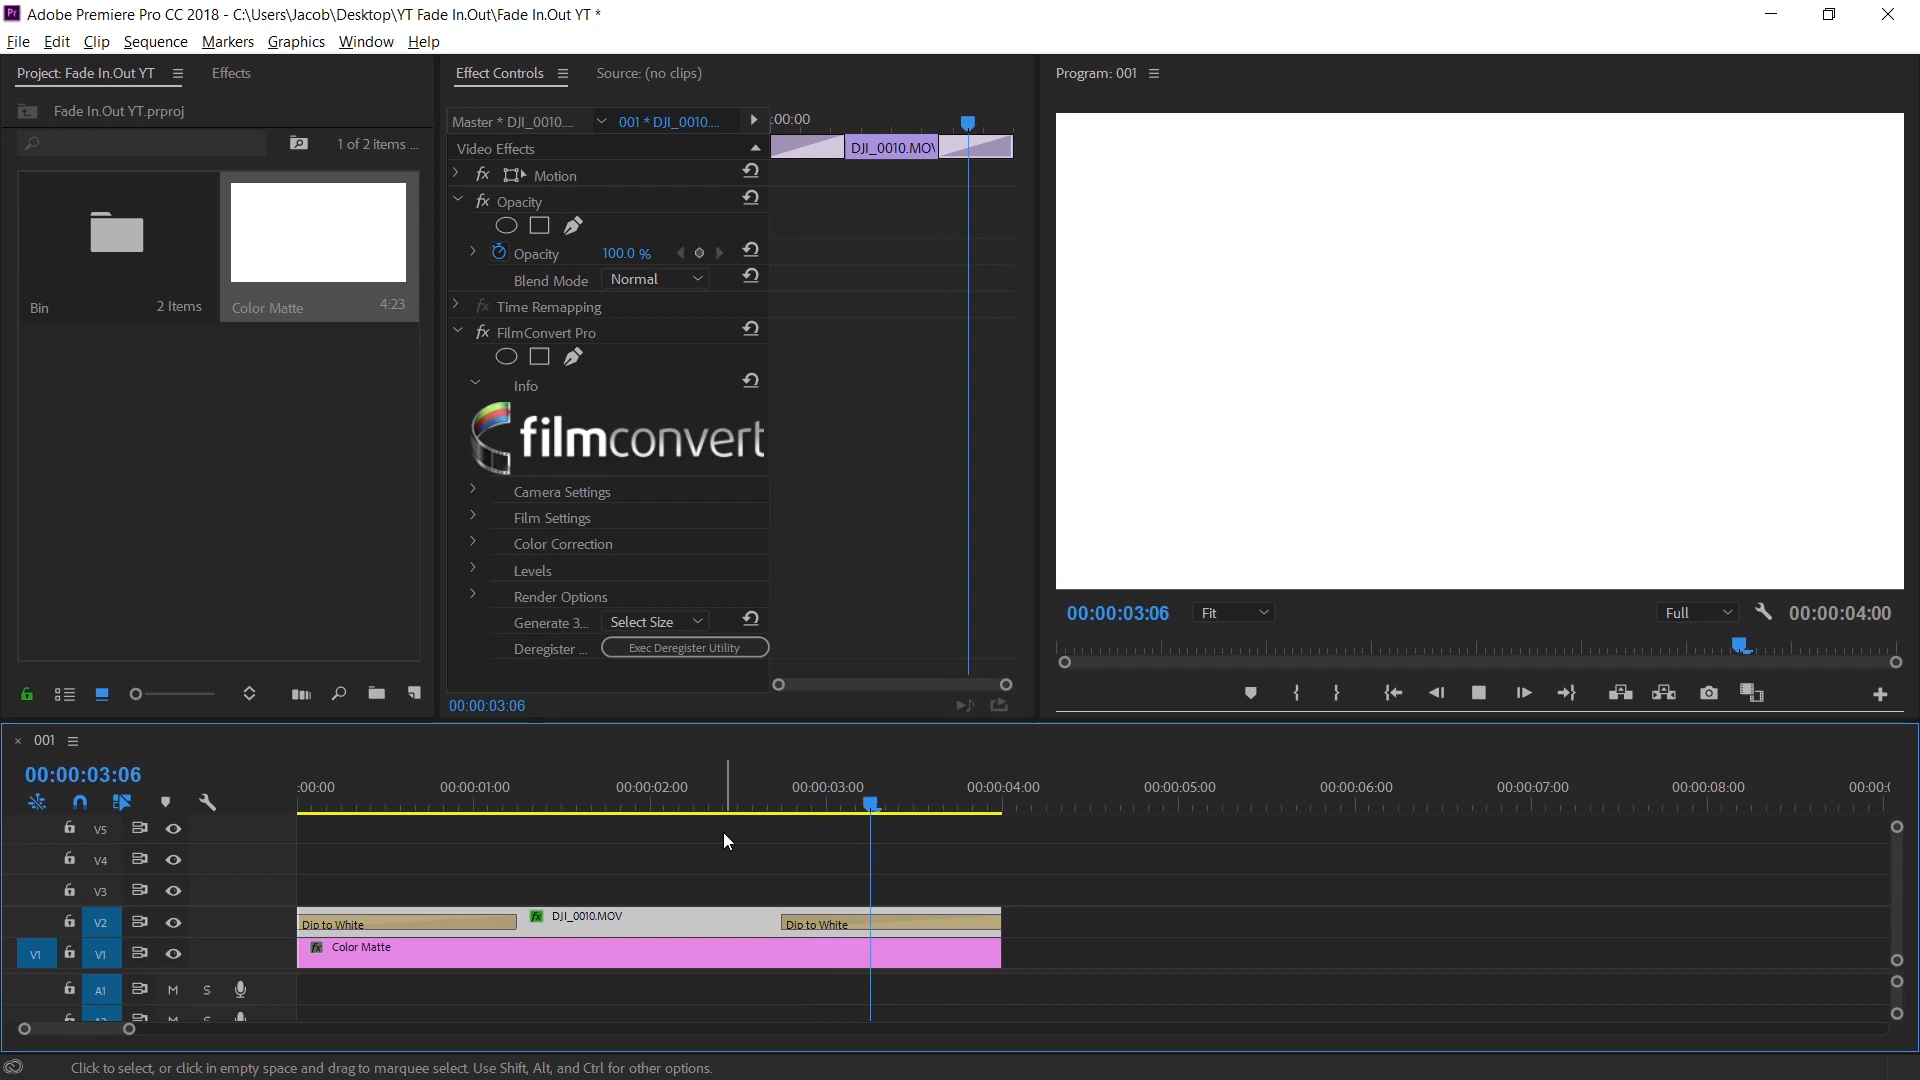 Adobe Premiere Pro CC 2018 - C:\Users\Jacob\Desktop\YT Fade In.Out\Fade In.Out YT *
File Edit Clip Sequence Markers Graphics Window Help
Project: Fade In.Out YT Effects
Fade In.Out YT.prproj
1 of 2 items ...
Bin 2 Items
Color Matte 4:23
Effect Controls Source: (no clips)
Master * DJI_0010.... 001 * DJI_0010....
:00:00
Video Effects
DJI_0010.MOV
fx Motion
fx Opacity
Opacity 100.0 %
Blend Mode Normal
fx Time Remapping
fx FilmConvert Pro
Info
filmconvert
Camera Settings
Film Settings
Color Correction
Levels
Render Options
Generate 3... Select Size
Deregister ... Exec Deregister Utility
00:00:03:06
Program: 001
00:00:03:06 Fit Full 00:00:04:00
001
00:00:03:06
:00:00 00:00:01:00 00:00:02:00 00:00:03:00 00:00:04:00 00:00:05:00 00:00:06:00 00:00:07:00 00:00:08:00 00:00:
V5
V4
V3
V2 Dip to White fx DJI_0010.MOV Dip to White
V1 V1 fx Color Matte
A1 M S
Click to select, or click in empty space and drag to marquee select. Use Shift, Alt, and Ctrl for other options.